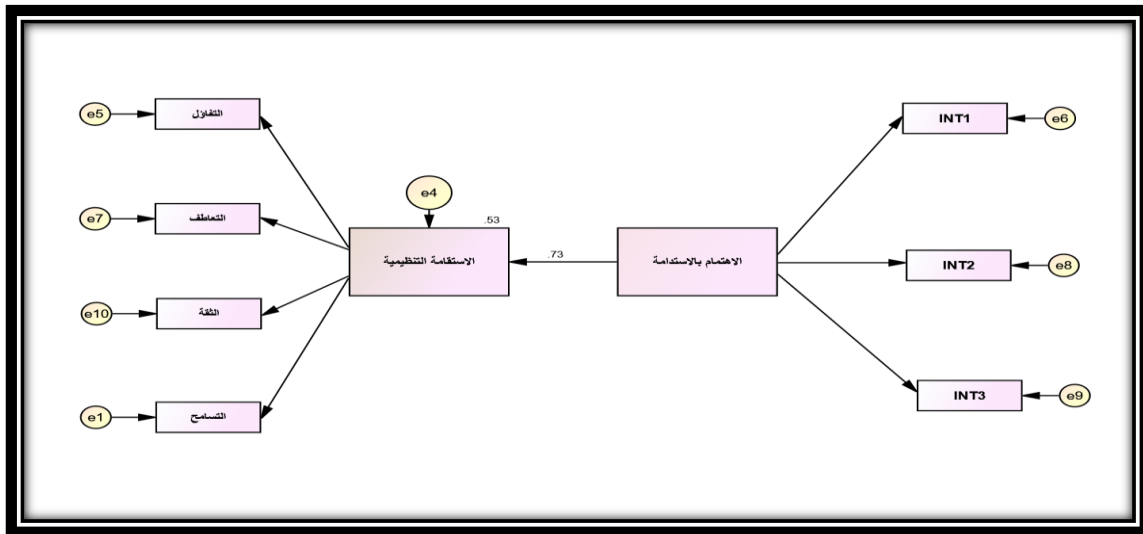 e5
التفاؤل
e7
التعاطف
e10
الثقة
e1
التسامح
e4
.53
الاستقامة التنظيمية
.73
الاهتمام بالاستدامة
INT1
e6
INT2
e8
INT3
e9